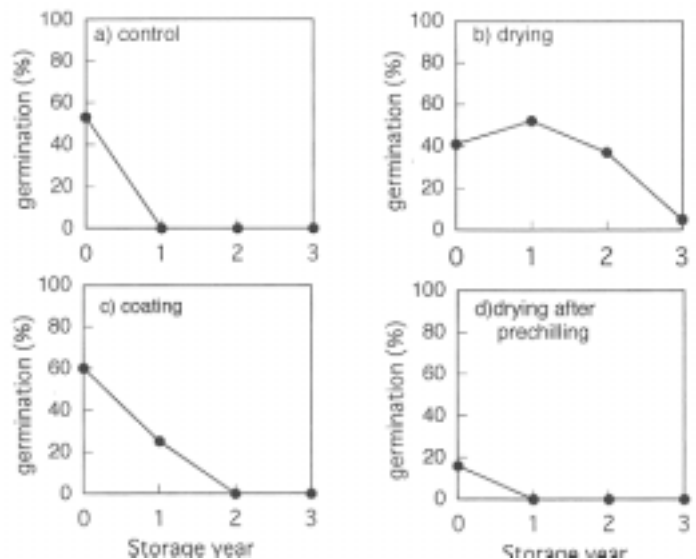 100
80
60
40
20
0
germination (%)
a) control
0 1 2 3
100
80
60
40
20
0
germination (%)
b) drying
0 1 2 3
100
80
60
40
20
0
germination (%)
c) coating
0 1 2 3
Storage year
100
80
60
40
20
0
germination (%)
d)drying after
prechilling
0 1 2 3
Storage year